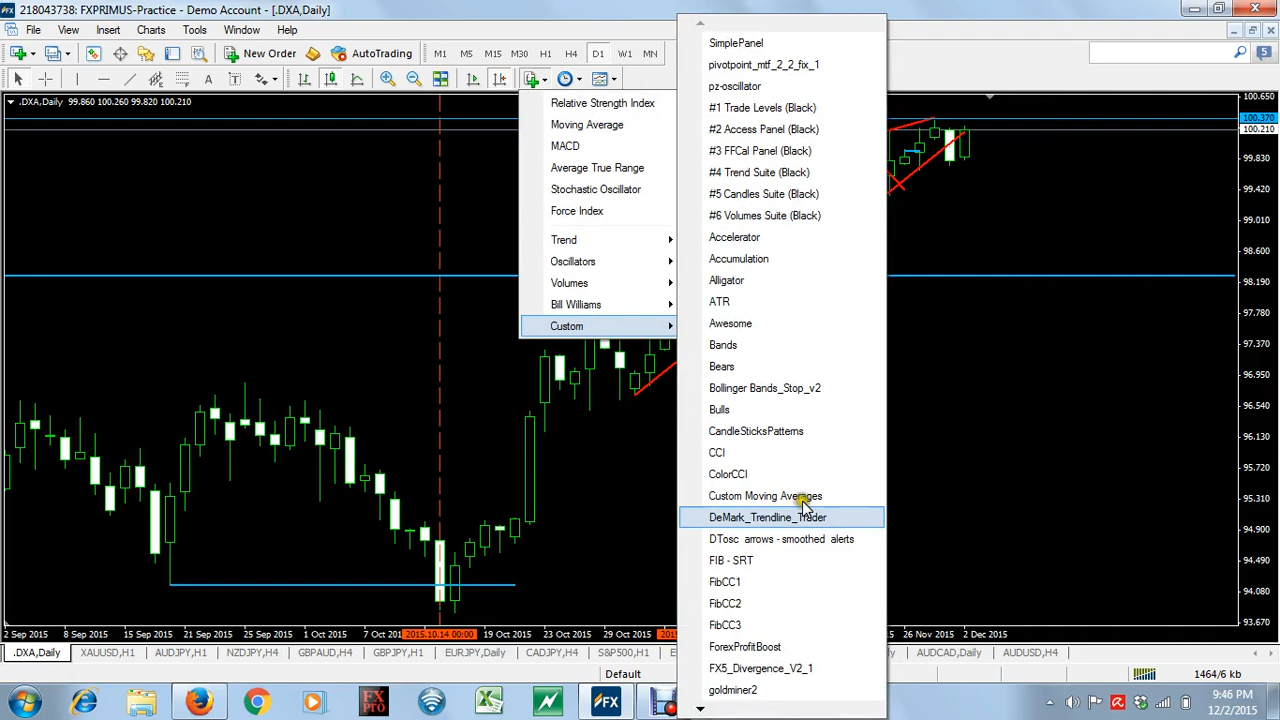 218043738: FXPRIMUS-Practice - Demo Account - [.DXA,Daily]
File View Insert Charts Tools Window Help
New Order AutoTrading M1 M5 M15 M30 H1 H4 D1 W1 MN
5
A T
.DXA,Daily 99.860 100.260 99.820 100.210
Relative Strength Index
Moving Average
MACD
Average True Range
Stochastic Oscillator
Force Index
Trend
Oscillators
Volumes
Bill Williams
Custom
SimplePanel
pivotpoint_mtf_2_2_fix_1
pz-oscillator
#1 Trade Levels (Black)
#2 Access Panel (Black)
#3 FFCal Panel (Black)
#4 Trend Suite (Black)
#5 Candles Suite (Black)
#6 Volumes Suite (Black)
Accelerator
Accumulation
Alligator
ATR
Awesome
Bands
Bears
Bollinger Bands_Stop_v2
Bulls
CandleSticksPatterns
CCI
ColorCCI
Custom Moving Averages
DeMark_Trendline_Trader
DTosc arrows - smoothed alerts
FIB - SRT
FibCC1
FibCC2
FibCC3
ForexProfitBoost
FX5_Divergence_V2_1
goldminer2
100.650
100.370
100.210
99.830
99.420
99.010
98.600
98.190
97.780
97.370
96.950
96.540
96.130
95.720
95.310
94.900
94.490
94.080
93.670
2 Sep 2015 8 Sep 2015 15 Sep 2015 21 Sep 2015 25 Sep 2015 1 Oct 2015 7 Oct 2015.10.14 00:00 19 Oct 2015 23 Oct 2015 29 Oct 2015 26 Nov 2015 2 Dec 2015
.DXA,Daily XAUUSD,H1 AUDJPY,H1 NZDJPY,H4 GBPAUD,H4 GBPJPY,H1 EURJPY,Daily CADJPY,H4 S&P500,H1 AUDCAD,Daily AUDUSD,H4
Default 1464/6 kb
FX PRO FX 9:46 PM
12/2/2015